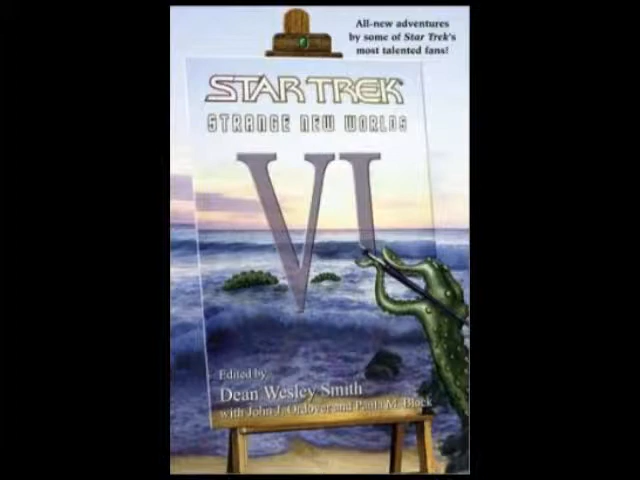 All-new adventures
by some of Star Trek's
most talented fans!
STAR TREK
STRANGE NEW WORLDS
VI
Edited by
Dean Wesley Smith
with John J. Ordover and Paula M. Block